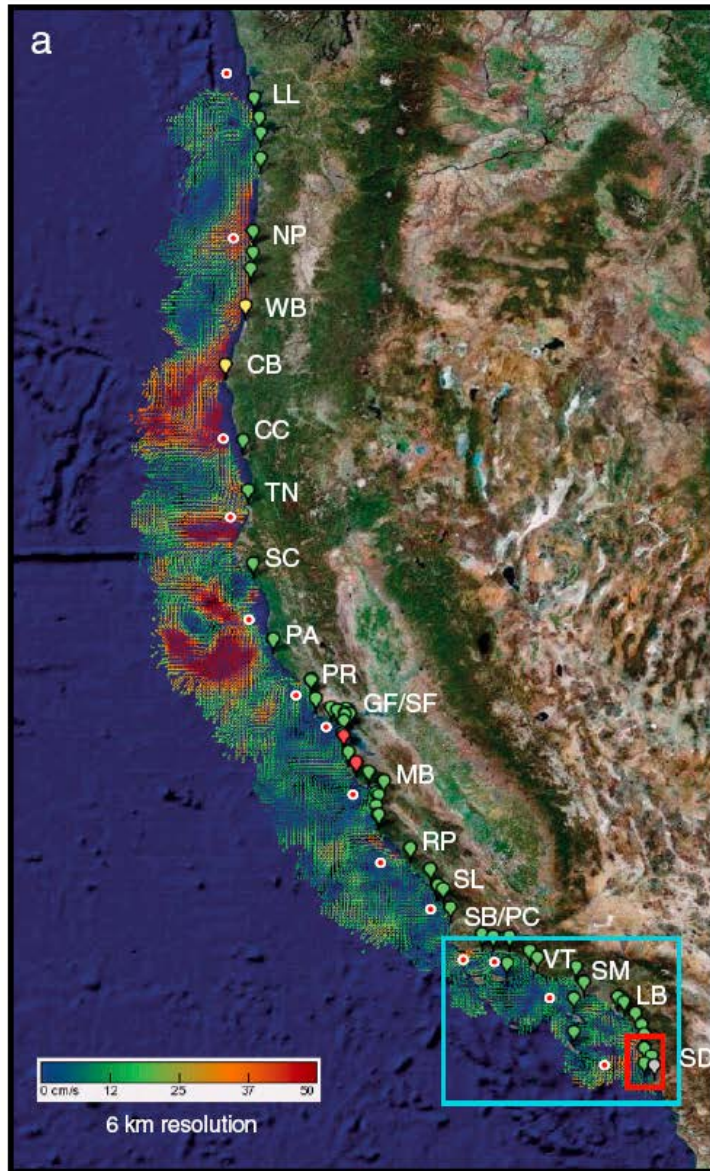 a
LL
NP
WB
CB
CC
TN
SC
PA
PR
GF/SF
MB
RP
SL
SB/PC
VT
SM
LB
SD
0 cm/s 12 25 37 50
6 km resolution